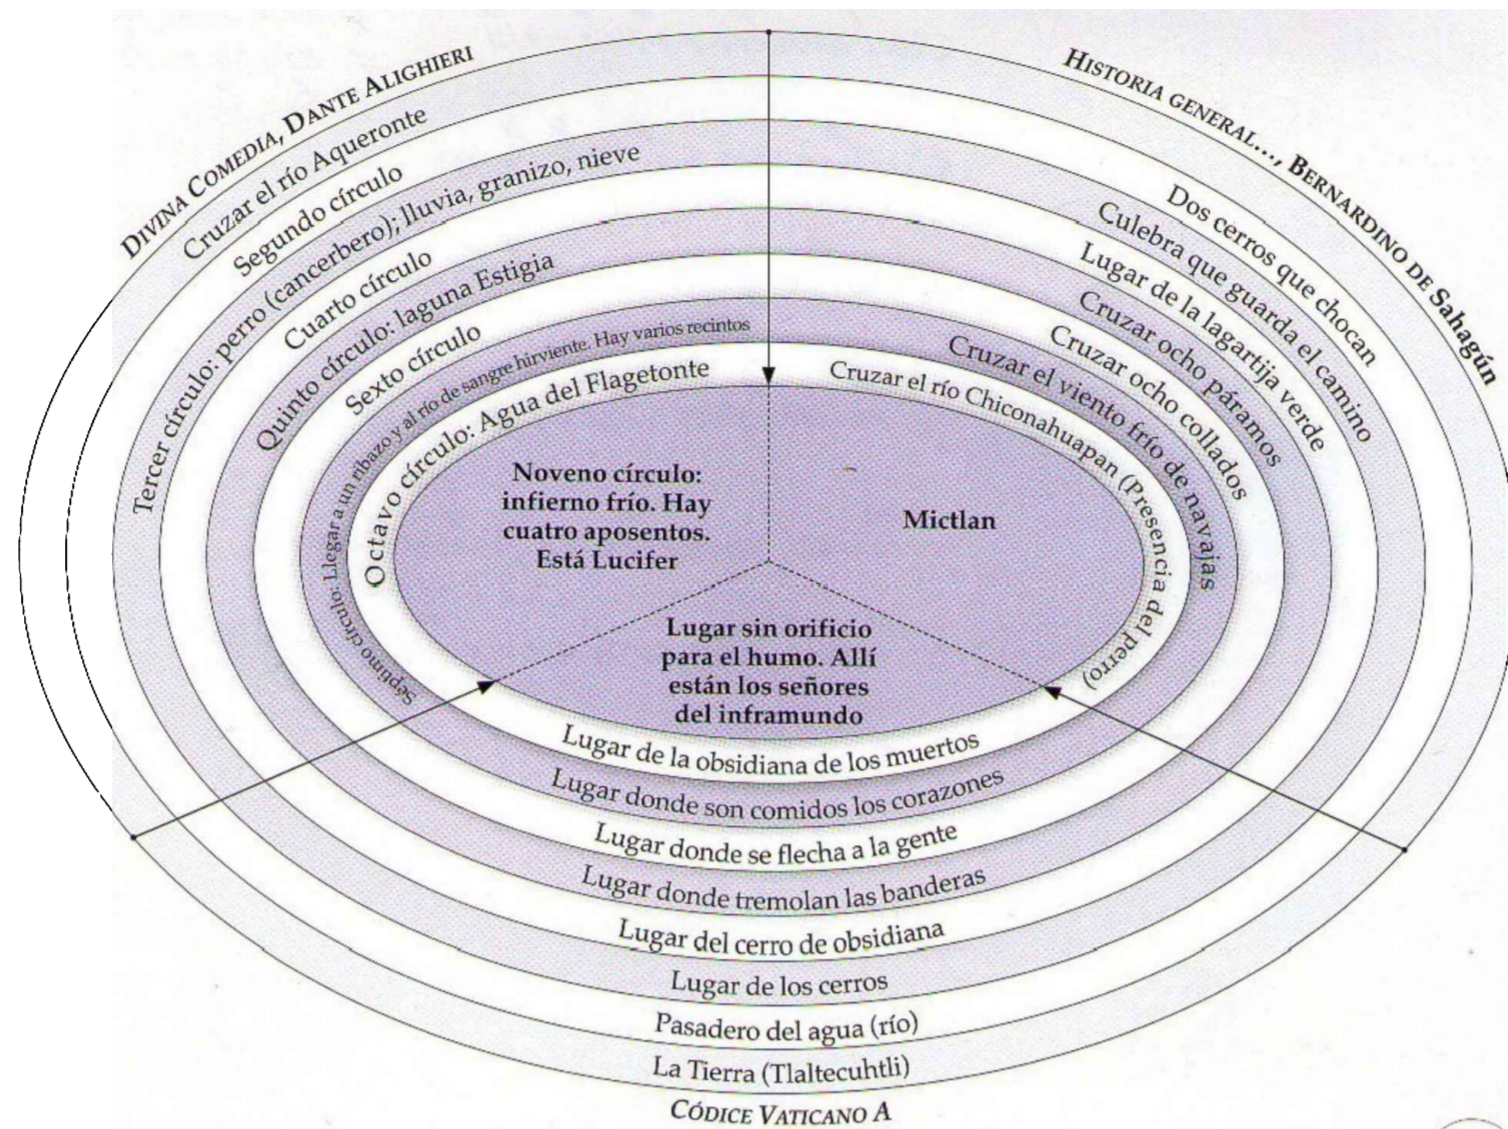 DIVINA COMEDIA, DANTE ALIGHIERI
Cruzar el río Aqueronte
Segundo círculo
Tercer círculo: perro (cancerbero); lluvia, granizo, nieve
Cuarto círculo
Quinto círculo: laguna Estigia
Sexto círculo
Séptimo círculo: Llegar a un ribazo y al río de sangre hirviente. Hay varios recintos
Octavo círculo: Agua del Flagetonte
Noveno círculo:
infierno frío. Hay
cuatro aposentos.
Está Lucifer
HISTORIA GENERAL..., BERNARDINO DE Sahagún
Dos cerros que chocan
Culebra que guarda el camino
Lugar de la lagartija verde
Cruzar ocho páramos
Cruzar ocho collados
Cruzar el viento frío de navajas
Cruzar el río Chiconahuapan (Presencia del perro)
Mictlan
Lugar sin orificio
para el humo. Allí
están los señores
del inframundo
Lugar de la obsidiana de los muertos
Lugar donde son comidos los corazones
Lugar donde se flecha a la gente
Lugar donde tremolan las banderas
Lugar del cerro de obsidiana
Lugar de los cerros
Pasadero del agua (río)
La Tierra (Tlaltecuhtli)
CÓDICE VATICANO A